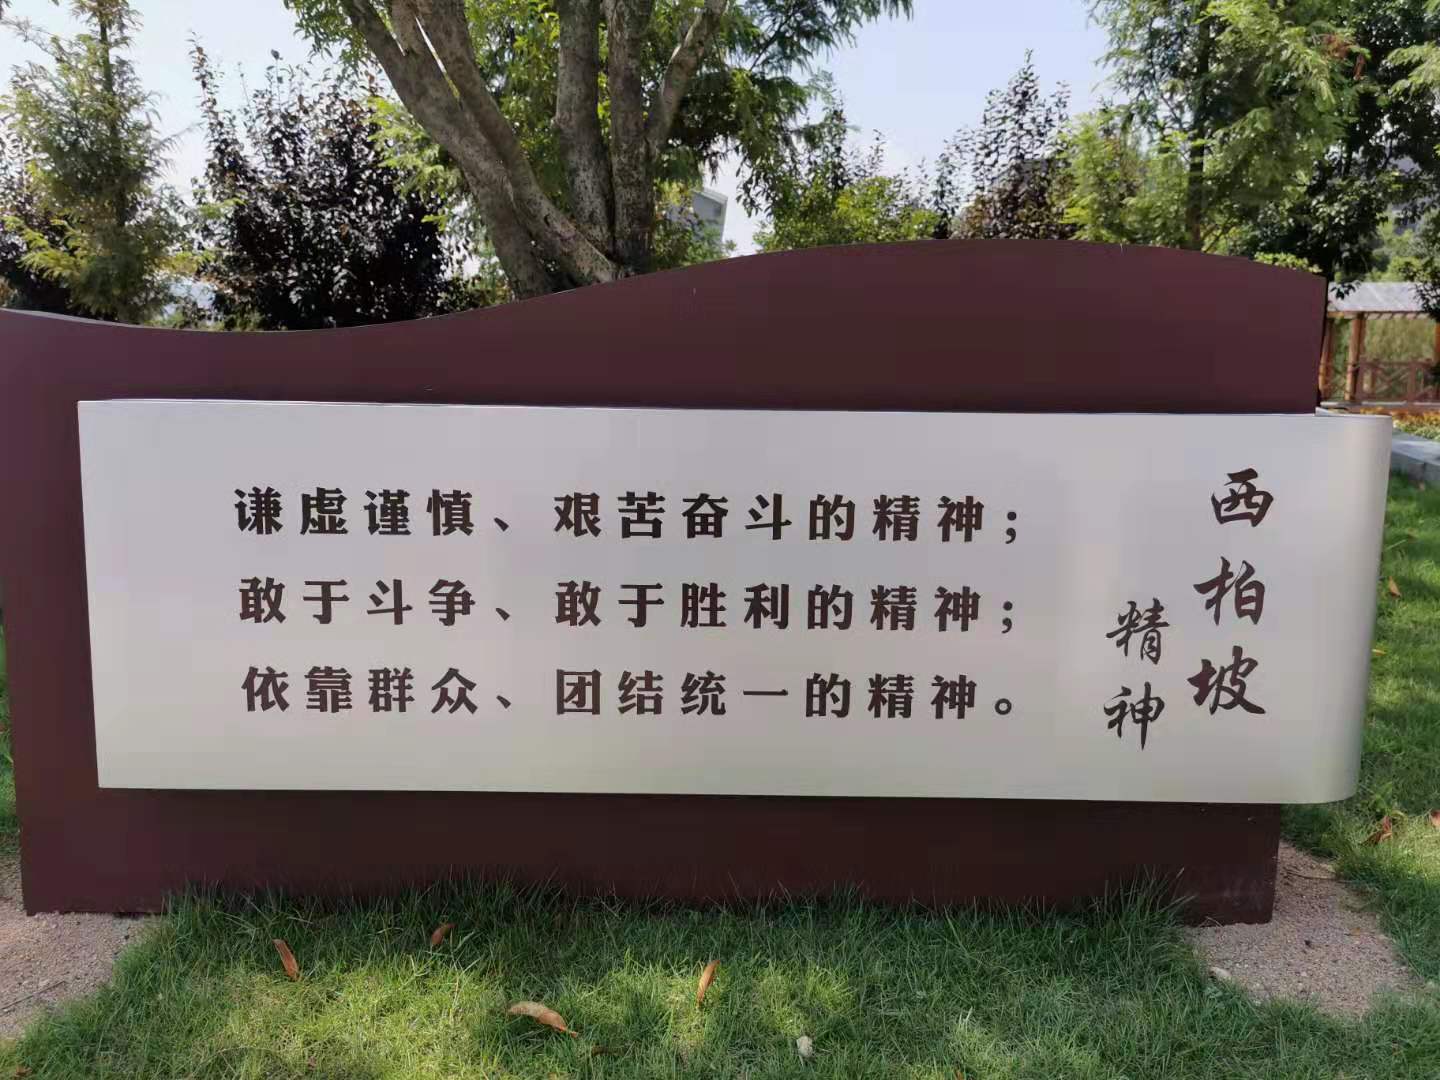 西柏坡
精神
谦虚谨慎、艰苦奋斗的精神；
敢于斗争、敢于胜利的精神；
依靠群众、团结统一的精神。